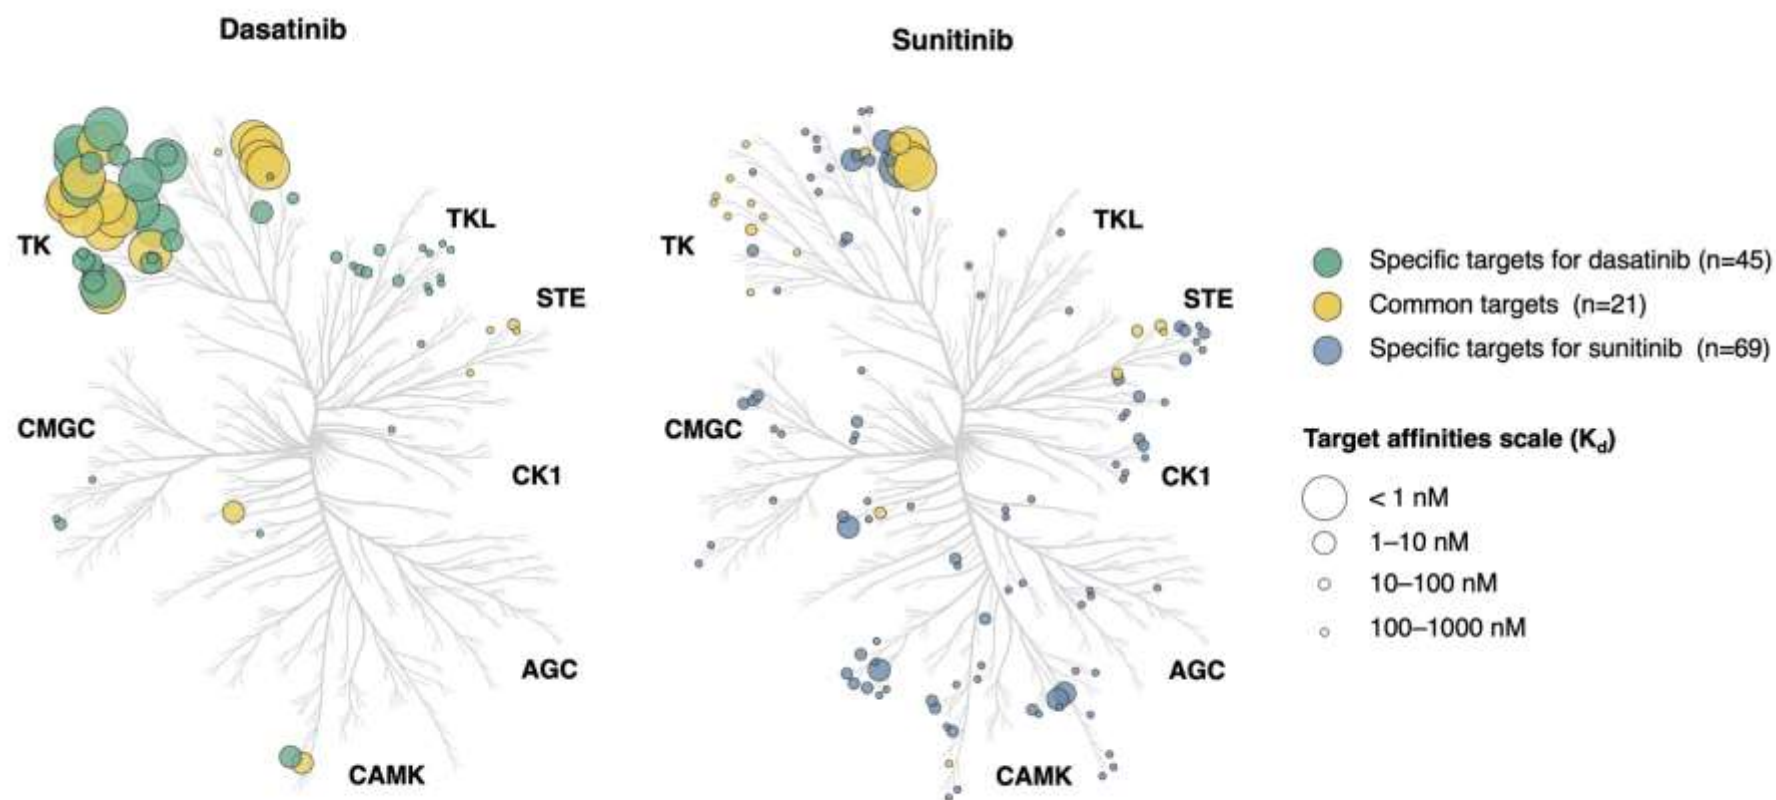 Dasatinib
TK
TKL
STE
CMGC
CK1
AGC
CAMK
Sunitinib
TK
TKL
STE
CMGC
CK1
AGC
CAMK
Specific targets for dasatinib (n=45)
Common targets (n=21)
Specific targets for sunitinib (n=69)
Target affinities scale (Kd)
< 1 nM
1–10 nM
10–100 nM
100–1000 nM